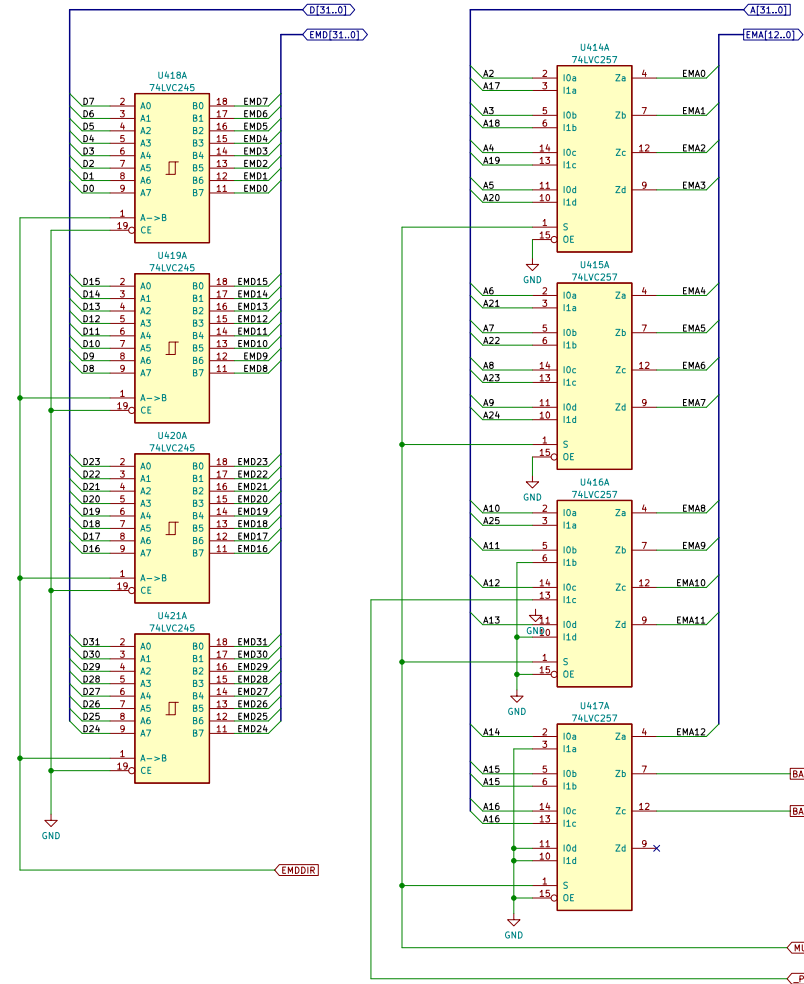 D[31..0]
EMD[31..0]
U418A
74LVC245
D7 2 A0 B0 18 EMD7
D6 3 A1 B1 17 EMD6
D5 4 A2 B2 16 EMD5
D4 5 A3 B3 15 EMD4
D3 6 A4 B4 14 EMD3
D2 7 A5 B5 13 EMD2
D1 8 A6 B6 12 EMD1
D0 9 A7 B7 11 EMD0
1 A->B
19 CE
U419A
74LVC245
D15 2 A0 B0 18 EMD15
D14 3 A1 B1 17 EMD14
D13 4 A2 B2 16 EMD13
D12 5 A3 B3 15 EMD12
D11 6 A4 B4 14 EMD11
D10 7 A5 B5 13 EMD10
D9 8 A6 B6 12 EMD9
D8 9 A7 B7 11 EMD8
1 A->B
19 CE
U420A
74LVC245
D23 2 A0 B0 18 EMD23
D22 3 A1 B1 17 EMD22
D21 4 A2 B2 16 EMD21
D20 5 A3 B3 15 EMD20
D19 6 A4 B4 14 EMD19
D18 7 A5 B5 13 EMD18
D17 8 A6 B6 12 EMD17
D16 9 A7 B7 11 EMD16
1 A->B
19 CE
U421A
74LVC245
D31 2 A0 B0 18 EMD31
D30 3 A1 B1 17 EMD30
D29 4 A2 B2 16 EMD29
D28 5 A3 B3 15 EMD28
D27 6 A4 B4 14 EMD27
D26 7 A5 B5 13 EMD26
D25 8 A6 B6 12 EMD25
D24 9 A7 B7 11 EMD24
1 A->B
19 CE
GND
EMDDIR
A[31..0]
EMA[12..0]
U414A
74LVC257
A2 2 I0a Za 4 EMA0
A17 3 I1a
A3 5 I0b Zb 7 EMA1
A18 6 I1b
A4 14 I0c Zc 12 EMA2
A19 13 I1c
A5 11 I0d Zd 9 EMA3
A20 10 I1d
1 S
15 OE
GND
U415A
74LVC257
A6 2 I0a Za 4 EMA4
A21 3 I1a
A7 5 I0b Zb 7 EMA5
A22 6 I1b
A8 14 I0c Zc 12 EMA6
A23 13 I1c
A9 11 I0d Zd 9 EMA7
A24 10 I1d
1 S
15 OE
GND
U416A
74LVC257
A10 2 I0a Za 4 EMA8
A25 3 I1a
A11 5 I0b Zb 7 EMA9
6 I1b
A12 14 I0c Zc 12 EMA10
13 I1c
A13 11 I0d Zd 9 EMA11
GND 10 I1d
1 S
15 OE
GND
U417A
74LVC257
A14 2 I0a Za 4 EMA12
3 I1a
A15 5 I0b Zb 7 BA
A15 6 I1b
A16 14 I0c Zc 12 BA
A16 13 I1c
11 I0d Zd 9
10 I1d
1 S
15 OE
GND